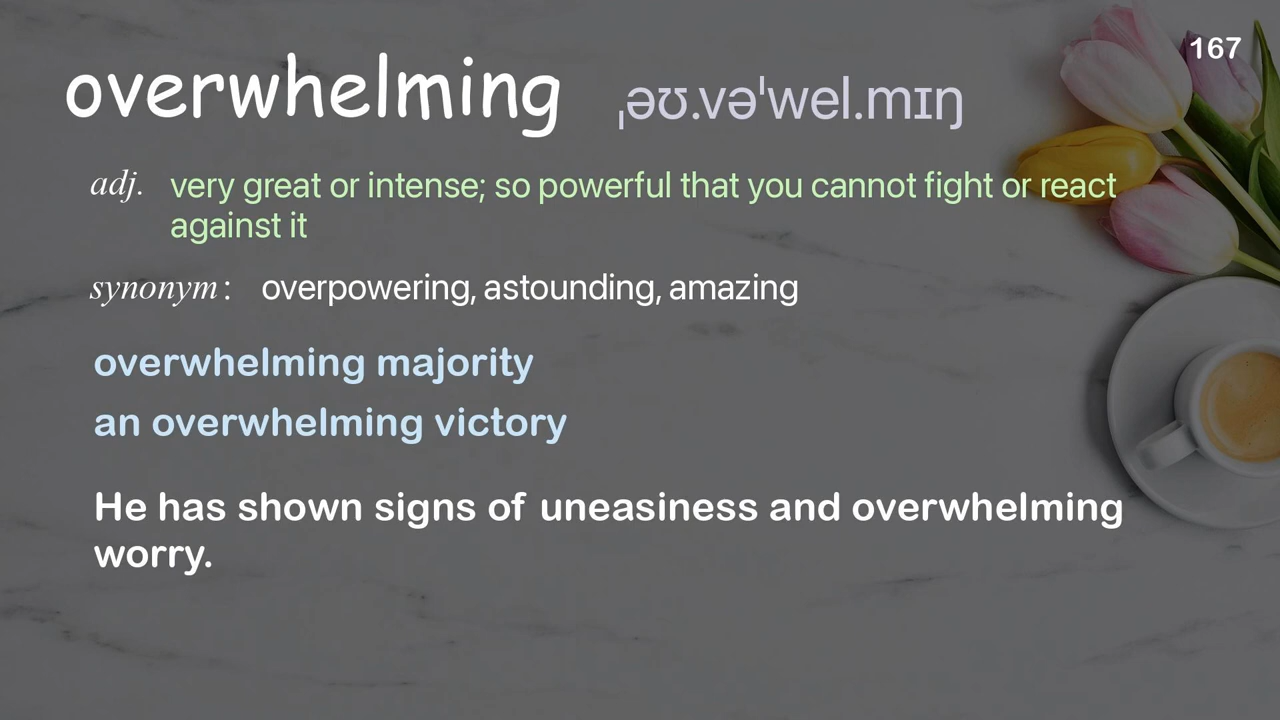 167
overwhelming ˌəʊ.vəˈwel.mɪŋ
adj. very great or intense; so powerful that you cannot fight or react
against it
synonym: overpowering, astounding, amazing
overwhelming majority
an overwhelming victory
He has shown signs of uneasiness and overwhelming
worry.